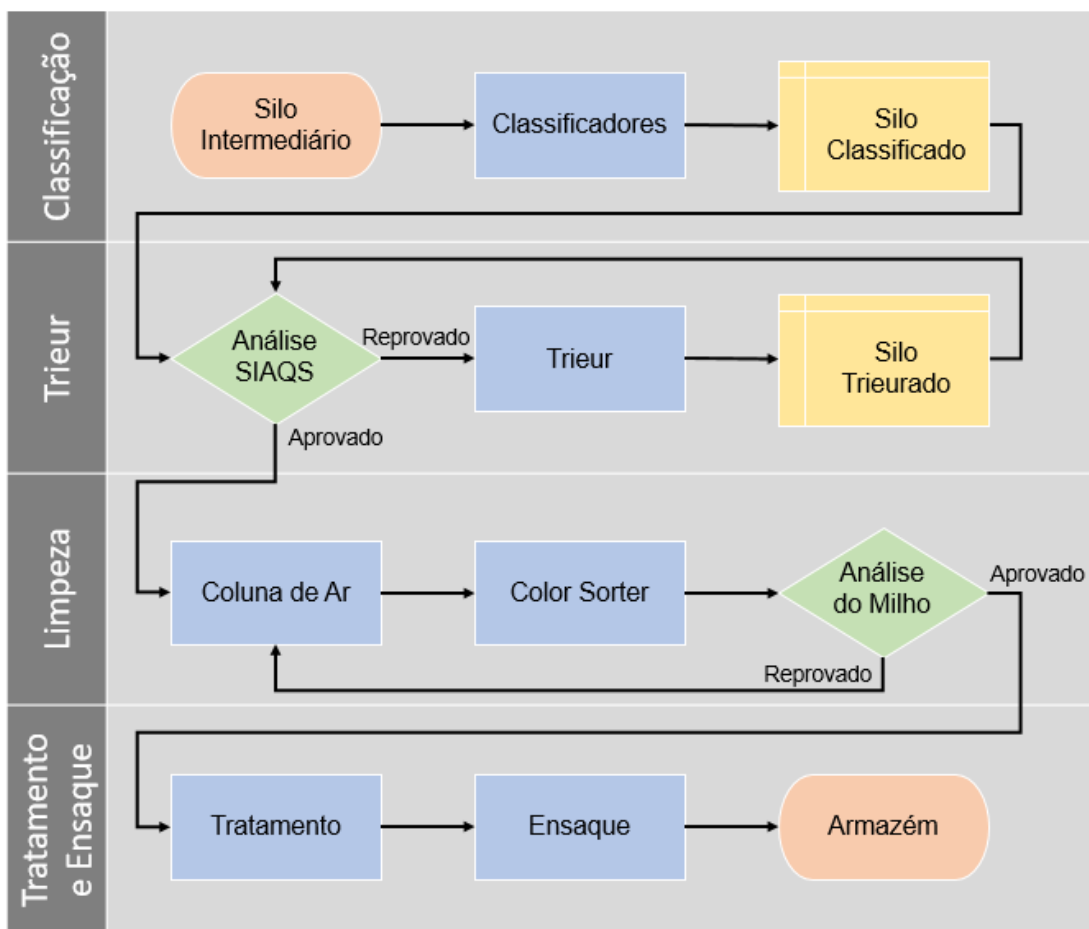 Classificação
Silo
Intermediário
Classificadores
Silo
Classificado
Trieur
Análise
SIAQS
Reprovado
Trieur
Silo
Trieurado
Aprovado
Limpeza
Coluna de Ar
Color Sorter
Análise
do Milho
Aprovado
Reprovado
Tratamento
e Ensaque
Tratamento
Ensaque
Armazém